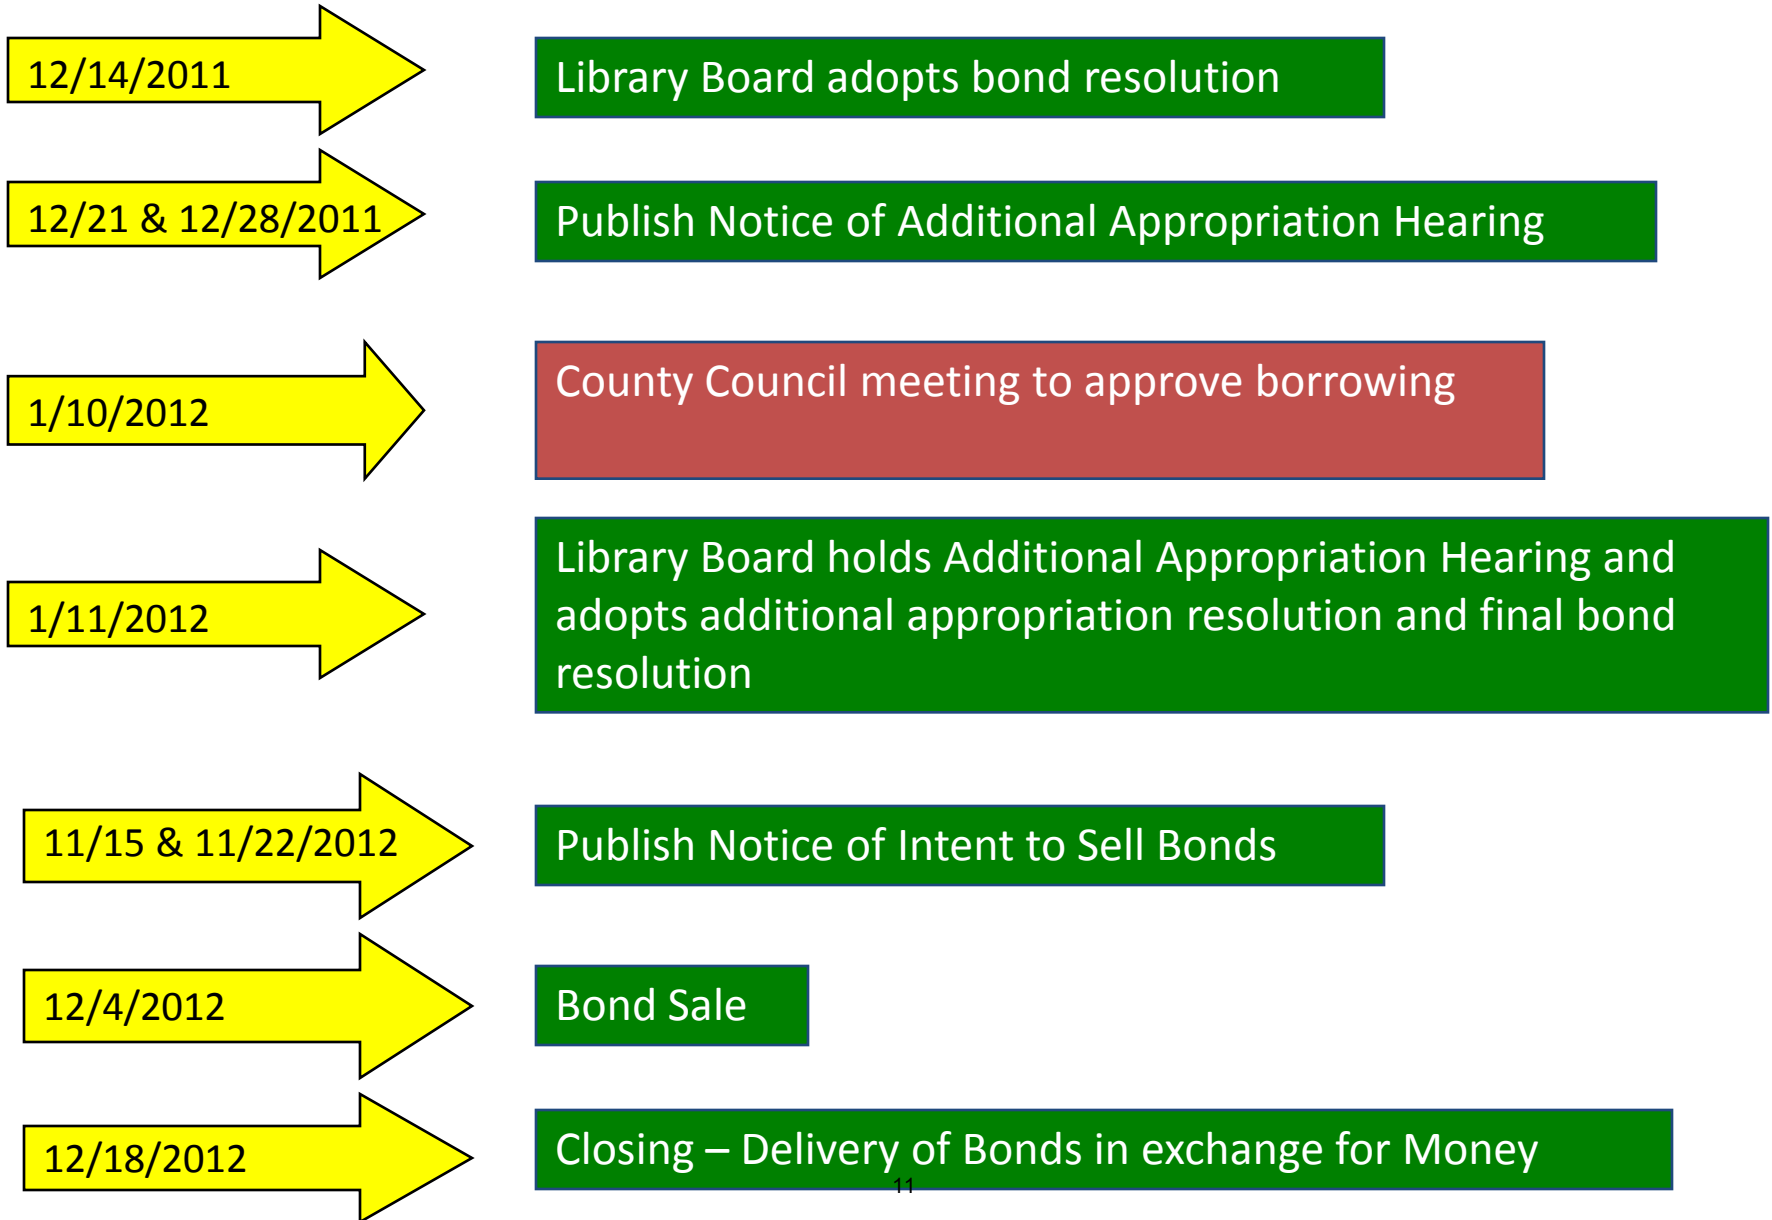 12/14/2011
Library Board adopts bond resolution
12/21 & 12/28/2011
Publish Notice of Additional Appropriation Hearing
1/10/2012
County Council meeting to approve borrowing
1/11/2012
Library Board holds Additional Appropriation Hearing and
adopts additional appropriation resolution and final bond
resolution
11/15 & 11/22/2012
Publish Notice of Intent to Sell Bonds
12/4/2012
Bond Sale
12/18/2012
Closing – Delivery of Bonds in exchange for Money
11